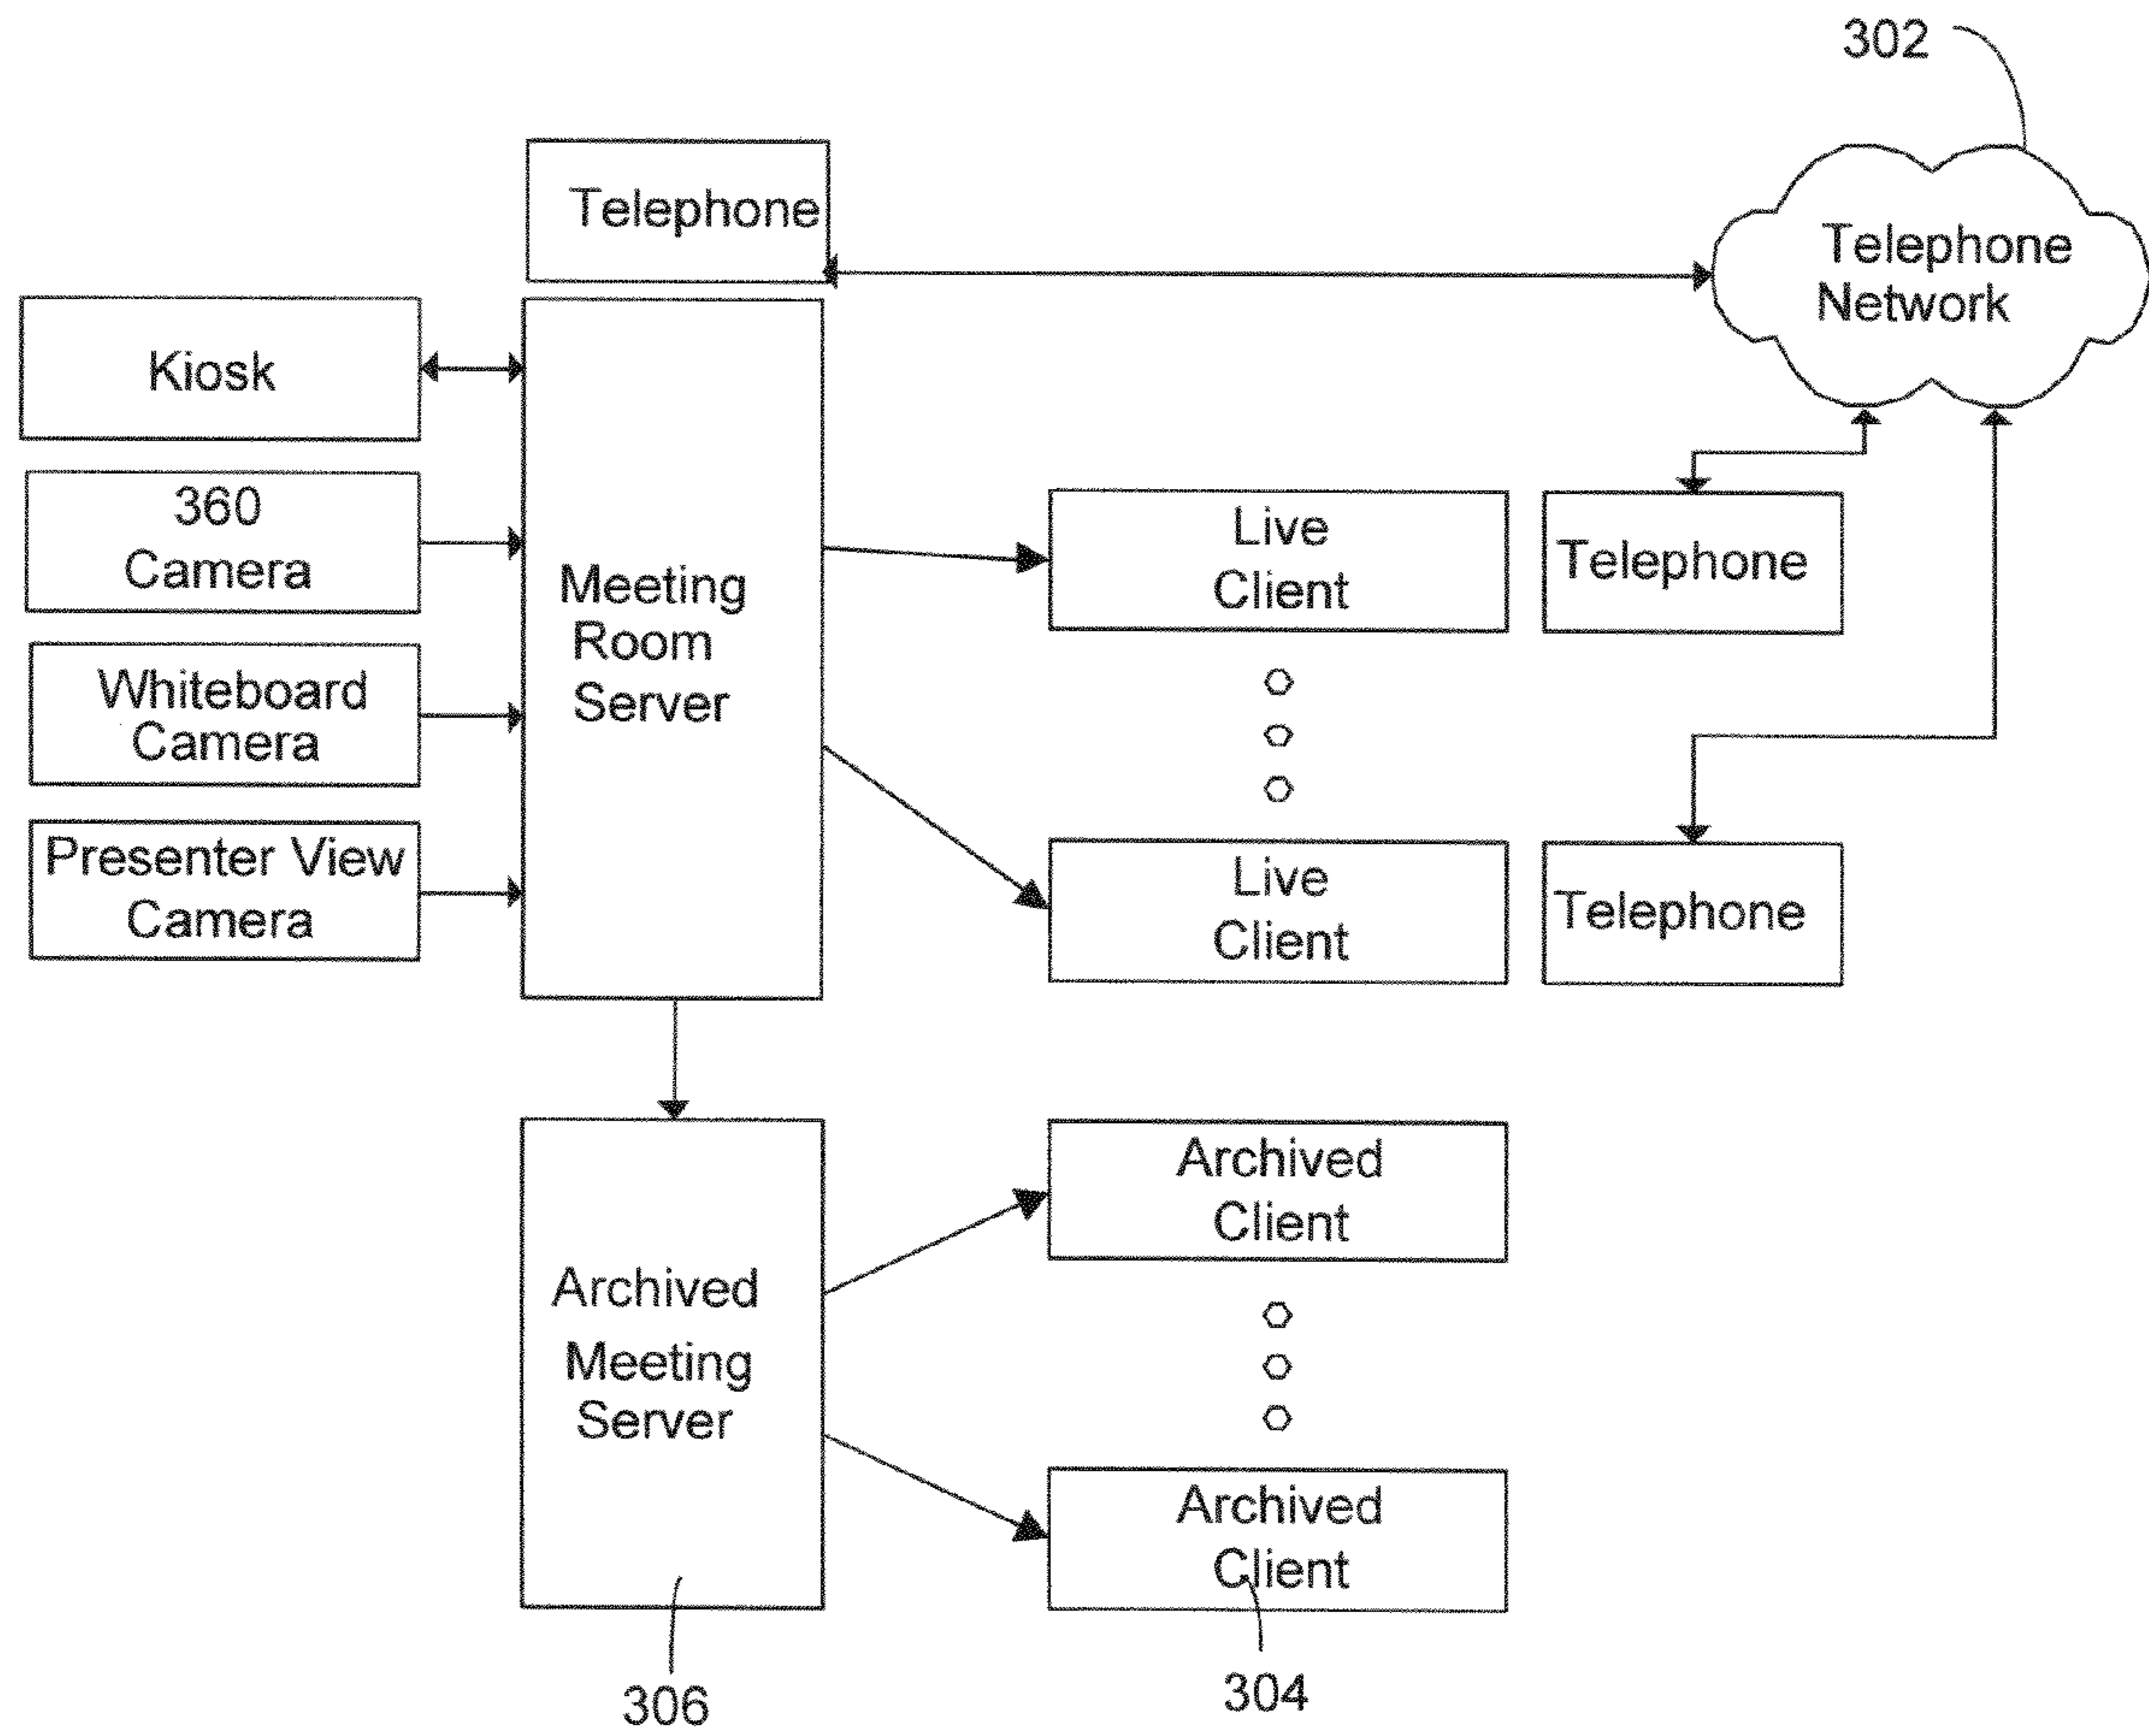 302
Telephone
Telephone
Network
Kiosk
360
Camera
Whiteboard
Camera
Presenter View
Camera
Meeting
Room
Server
Live
Client
Telephone
Live
Client
Telephone
Archived
Meeting
Server
Archived
Client
Archived
Client
306
304